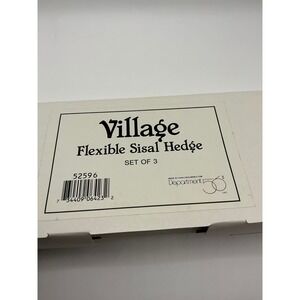 Village
Flexible Sisal Hedge
SET OF 3
52596
Department 56